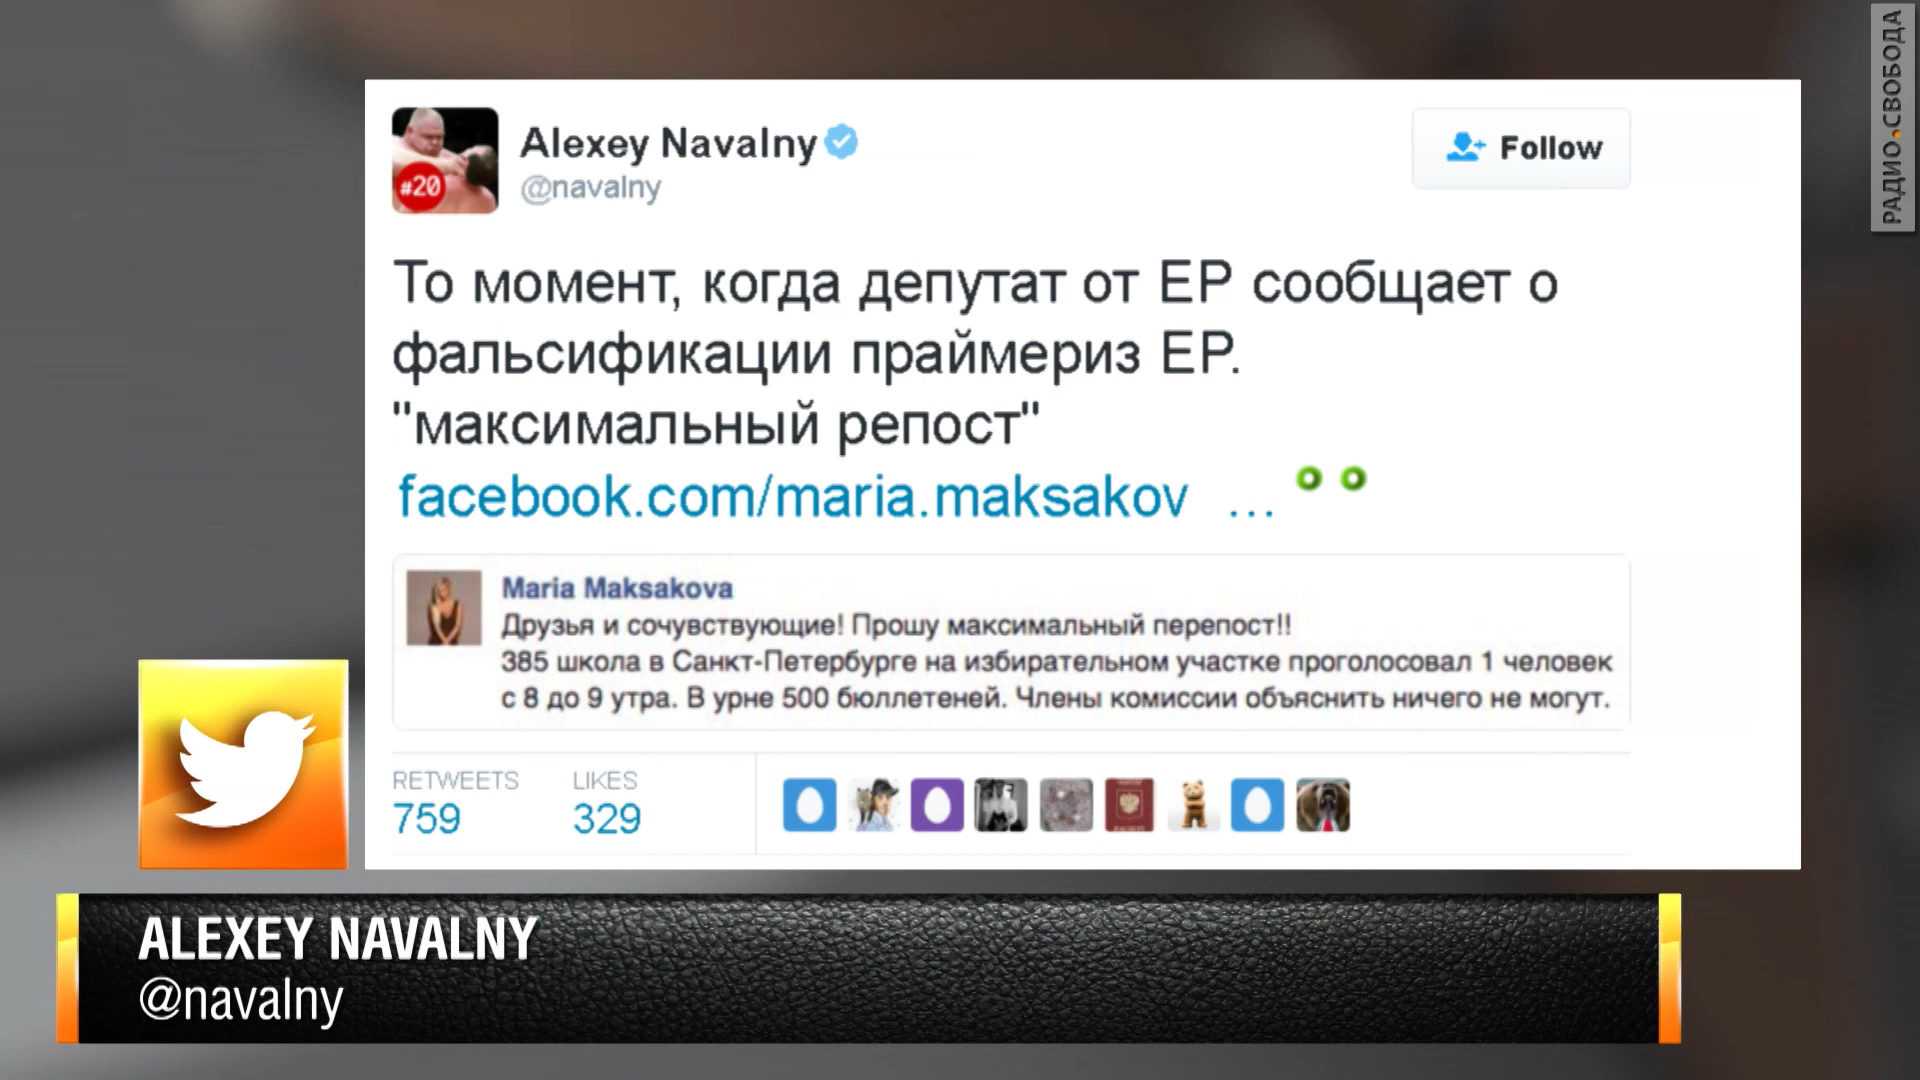 РАДИО.СВОБОДА
Alexey Navalny
@navalny
Follow
#20
То момент, когда депутат от ЕР сообщает о
фальсификации праймериз ЕР.
"максимальный репост"
facebook.com/maria.maksakov ...
Maria Maksakova
Друзья и сочувствующие! Прошу максимальный перепост!!
385 школа в Санкт-Петербурге на избирательном участке проголосовал 1 человек
с 8 до 9 утра. В урне 500 бюллетеней. Члены комиссии объяснить ничего не могут.
RETWEETS LIKES
759 329
ALEXEY NAVALNY
@navalny